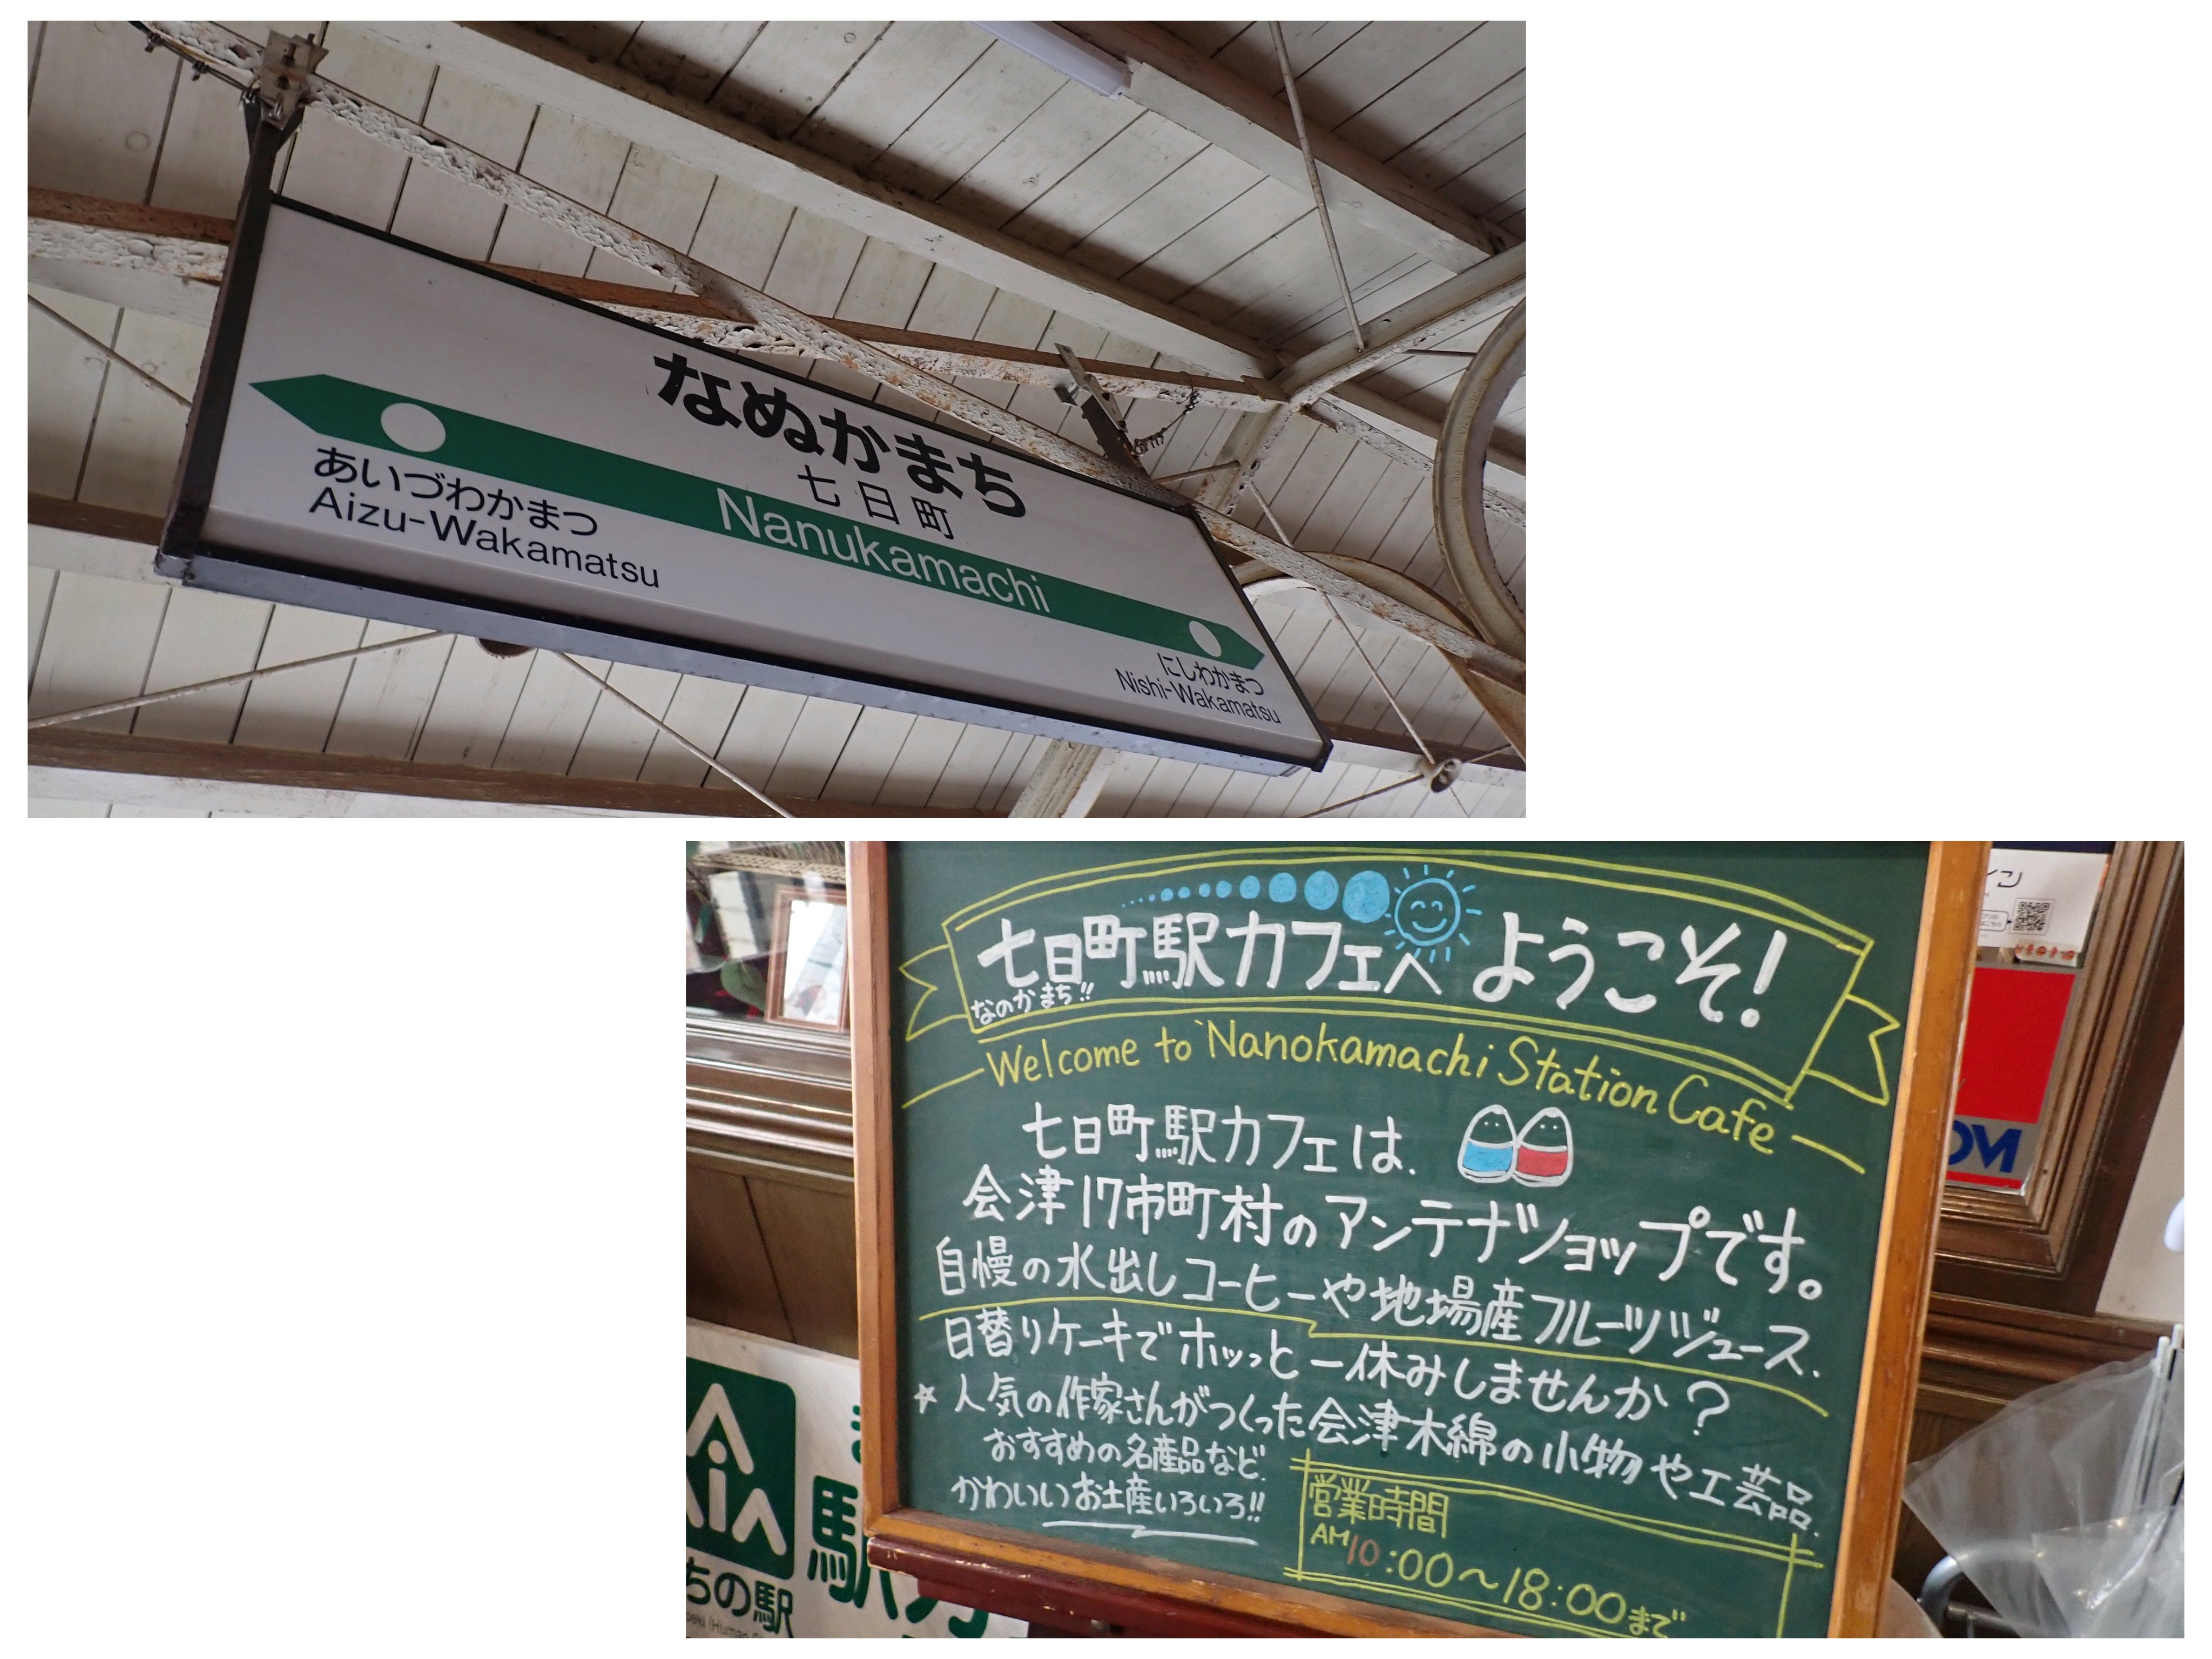 なぬかまち
七日町
Nanukamachi
あいづわかまつ
Aizu-Wakamatsu
にしわかまつ
Nishi-Wakamatsu
七日町駅カフェへ ようこそ!
なのかまち!!
Welcome to Nanokamachi Station Cafe
七日町駅カフェは、
会津17市町村のアンテナショップです。
自慢の水出しコーヒーや地場産フルーツジュース、
日替りケーキでホッっと一休みしませんか?
☆人気の作家さんがつくった会津木綿の小物や工芸品、
おすすめの名産品など、
かわいいお土産いろいろ!!
営業時間
AM10:00〜18:00まで
ちの駅
駅カ